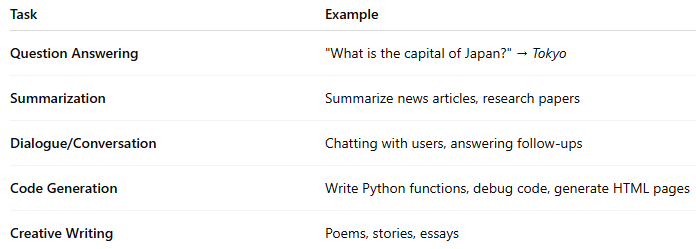 Task Example
Question Answering "What is the capital of Japan?" → Tokyo
Summarization Summarize news articles, research papers
Dialogue/Conversation Chatting with users, answering follow-ups
Code Generation Write Python functions, debug code, generate HTML pages
Creative Writing Poems, stories, essays